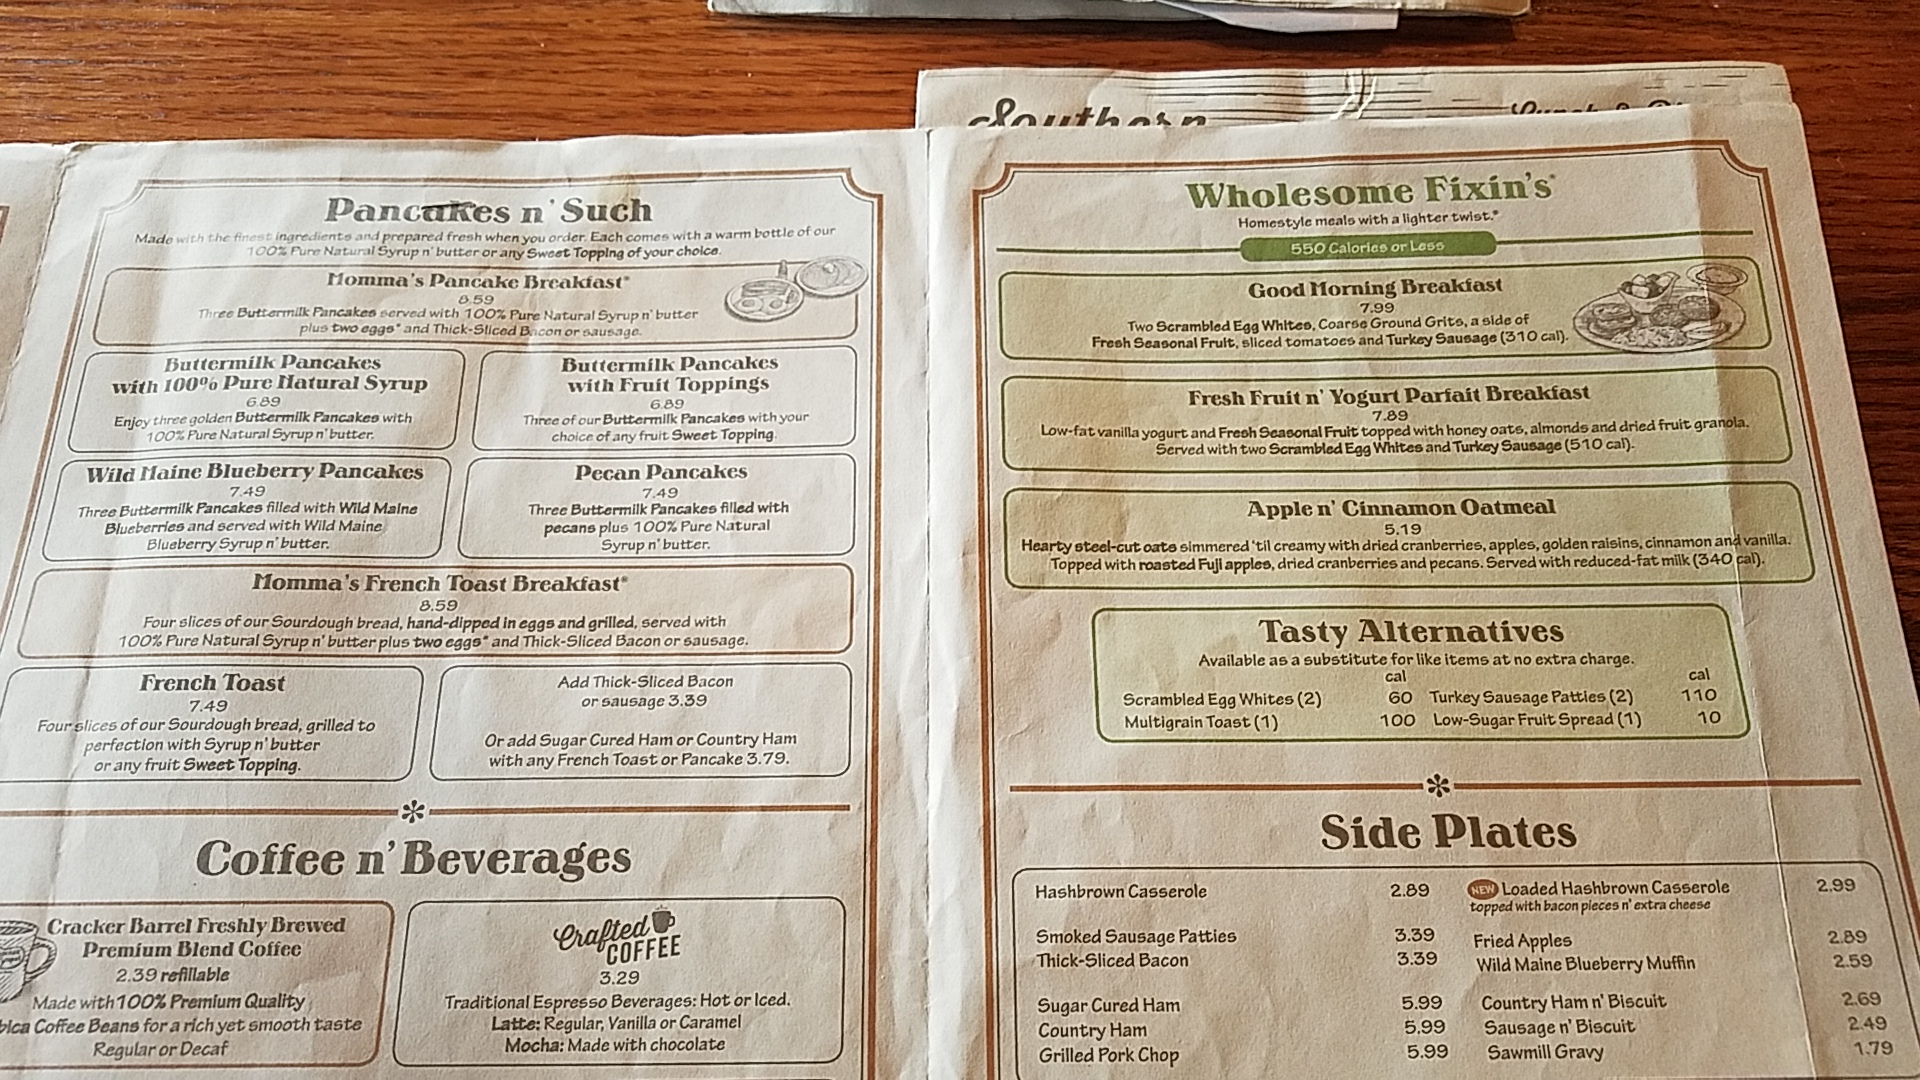 Southern
Pancakes n' Such
Made with the finest ingredients and prepared fresh when you order. Each comes with a warm bottle of our
100% Pure Natural Syrup n' butter or any Sweet Topping of your choice.
Momma's Pancake Breakfast*
8.59
Three Buttermilk Pancakes served with 100% Pure Natural Syrup n' butter
plus two eggs* and Thick-Sliced Bacon or sausage.
Buttermilk Pancakes
with 100% Pure Natural Syrup
6.89
Enjoy three golden Buttermilk Pancakes with
100% Pure Natural Syrup n' butter.
Buttermilk Pancakes
with Fruit Toppings
6.89
Three of our Buttermilk Pancakes with your
choice of any fruit Sweet Topping.
Wild Maine Blueberry Pancakes
7.49
Three Buttermilk Pancakes filled with Wild Maine
Blueberries and served with Wild Maine
Blueberry Syrup n' butter.
Pecan Pancakes
7.49
Three Buttermilk Pancakes filled with
pecans plus 100% Pure Natural
Syrup n' butter.
Momma's French Toast Breakfast*
8.59
Four slices of our Sourdough bread, hand-dipped in eggs and grilled, served with
100% Pure Natural Syrup n' butter plus two eggs* and Thick-Sliced Bacon or sausage.
French Toast
7.49
Four slices of our Sourdough bread, grilled to
perfection with Syrup n' butter
or any fruit Sweet Topping.
Add Thick-Sliced Bacon
or sausage 3.39
Or add Sugar Cured Ham or Country Ham
with any French Toast or Pancake 3.79.
Coffee n' Beverages
Cracker Barrel Freshly Brewed
Premium Blend Coffee
2.39 refillable
Made with 100% Premium Quality
Coffee Beans for a rich yet smooth taste
Regular or Decaf
Crafted
COFFEE
3.29
Traditional Espresso Beverages: Hot or Iced.
Latte: Regular, Vanilla or Caramel
Mocha: Made with chocolate
Wholesome Fixin's®
Homestyle meals with a lighter twist.®
550 Calories or Less
Good Morning Breakfast
7.99
Two Scrambled Egg Whites, Coarse Ground Grits, a side of
Fresh Seasonal Fruit, sliced tomatoes and Turkey Sausage (310 cal).
Fresh Fruit n' Yogurt Parfait Breakfast
7.89
Low-fat vanilla yogurt and Fresh Seasonal Fruit topped with honey oats, almonds and dried fruit granola.
Served with two Scrambled Egg Whites and Turkey Sausage (510 cal).
Apple n' Cinnamon Oatmeal
5.19
Hearty steel-cut oats simmered 'til creamy with dried cranberries, apples, golden raisins, cinnamon and vanilla.
Topped with roasted Fuji apples, dried cranberries and pecans. Served with reduced-fat milk (340 cal).
Tasty Alternatives
Available as a substitute for like items at no extra charge.
cal cal
Scrambled Egg Whites (2) 60 Turkey Sausage Patties (2) 110
Multigrain Toast (1) 100 Low-Sugar Fruit Spread (1) 10
Side Plates
Hashbrown Casserole 2.89
NEW Loaded Hashbrown Casserole 2.99
topped with bacon pieces n' extra cheese
Smoked Sausage Patties 3.39
Fried Apples 2.89
Thick-Sliced Bacon 3.39
Wild Maine Blueberry Muffin 2.59
Sugar Cured Ham 5.99
Country Ham n' Biscuit 2.69
Country Ham 5.99
Sausage n' Biscuit 2.49
Grilled Pork Chop 5.99
Sawmill Gravy 1.79